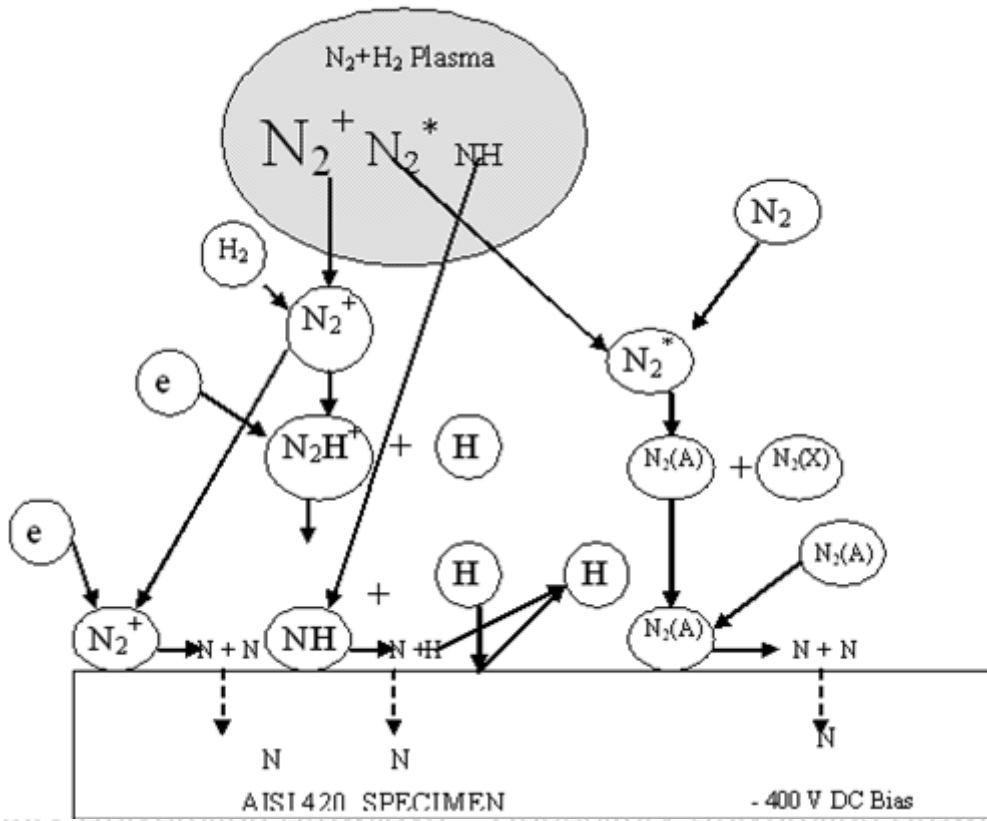 N₂+H₂ Plasma
N₂⁺ N₂* NH
N₂
H₂
N₂⁺
N₂*
e
N₂H⁺ + H
N₂(A) + N₂(X)
e
H
H
N₂(A)
+
N₂⁺
N + N
NH
N + H
N₂(A)
N + N
N
N
N
AISI 420 SPECIMEN
- 400 V DC Bias